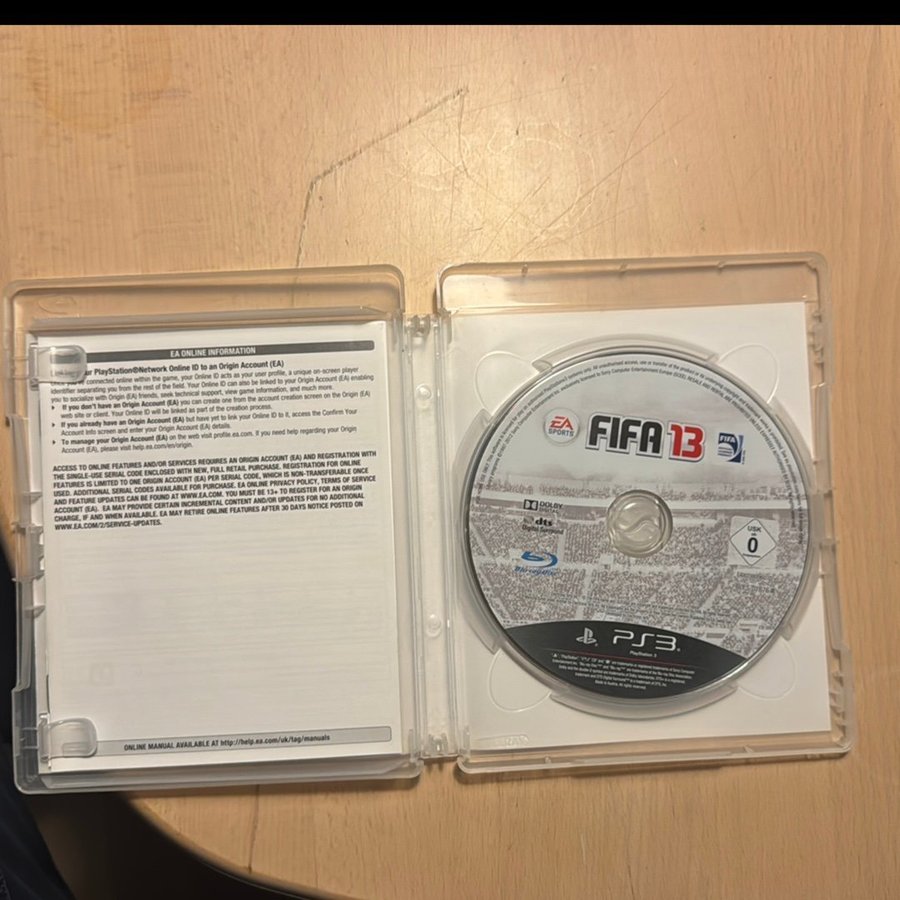 EA ONLINE INFORMATION
PlayStation®Network Online ID to an Origin Account (EA)
connected online within the game, your Online ID acts as your user profile, a unique on-screen player
identifier separating you from the rest of the field. Your Online ID can also be linked to your Origin Account (EA) enabling
you to socialize with Origin (EA) friends, seek technical support, view game information, and much more.
If you don't have an Origin Account (EA) you can create one from the account creation screen on the Origin (EA)
web site or client. Your Online ID will be linked as part of the creation process.
If you already have an Origin Account (EA) but have yet to link your Online ID to it, access the Confirm Your
Account Info screen and enter your Origin Account (EA) details.
To manage your Origin Account (EA) on the web visit profile.ea.com. If you need help regarding your Origin
Account (EA), please visit help.ea.com/en/origin.
ACCESS TO ONLINE FEATURES AND/OR SERVICES REQUIRES AN ORIGIN ACCOUNT (EA) AND REGISTRATION WITH
THE SINGLE-USE SERIAL CODE ENCLOSED WITH NEW, FULL RETAIL PURCHASE. REGISTRATION FOR ONLINE
FEATURES IS LIMITED TO ONE ORIGIN ACCOUNT (EA) PER SERIAL CODE, WHICH IS NON-TRANSFERABLE ONCE
USED. ADDITIONAL SERIAL CODES AVAILABLE FOR PURCHASE. EA ONLINE PRIVACY POLICY, TERMS OF SERVICE
AND FEATURE UPDATES CAN BE FOUND AT WWW.EA.COM. YOU MUST BE 13+ TO REGISTER FOR AN ORIGIN
ACCOUNT (EA). EA MAY PROVIDE CERTAIN INCREMENTAL CONTENT AND/OR UPDATES FOR NO ADDITIONAL
CHARGE, IF AND WHEN AVAILABLE. EA MAY RETIRE ONLINE FEATURES AFTER 30 DAYS NOTICE POSTED ON
WWW.EA.COM/2/SERVICE-UPDATES.
ONLINE MANUAL AVAILABLE AT http://help.ea.com/uk/tag/manuals
EA
SPORTS
FIFA 13
FIFA
DOLBY
DIGITAL
dts
Digital Surround
Blu-ray Disc
USK
0
PS3
PlayStation 3